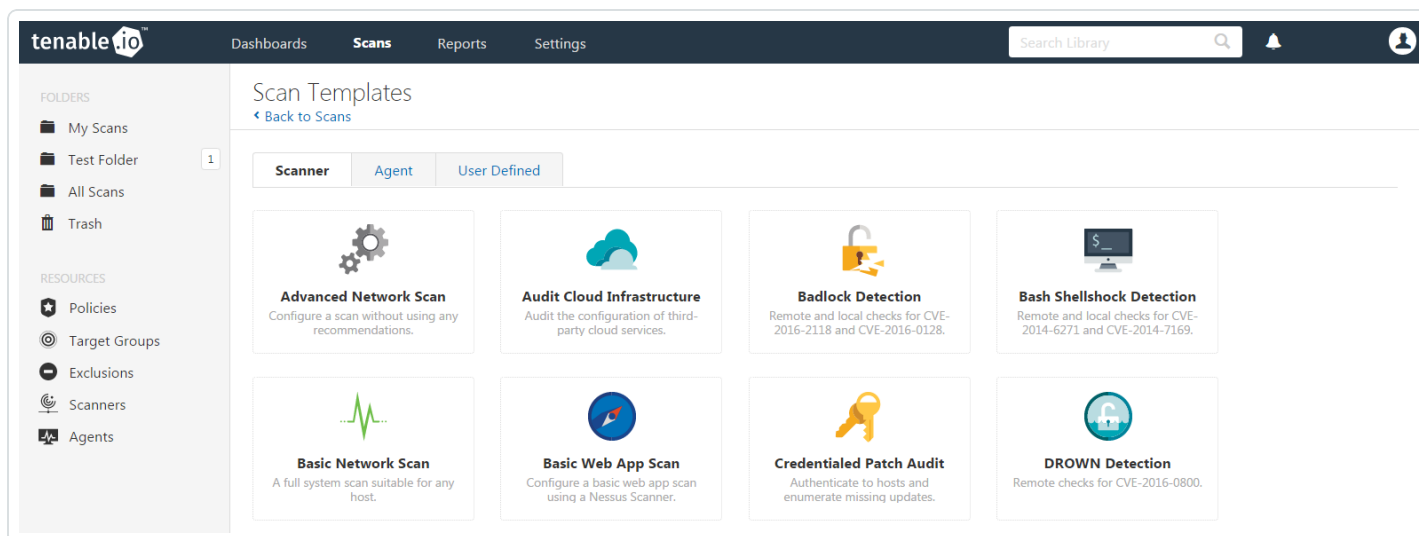 tenable.io™
Dashboards Scans Reports Settings
Search Library
FOLDERS
My Scans
Test Folder 1
All Scans
Trash
RESOURCES
Policies
Target Groups
Exclusions
Scanners
Agents
Scan Templates
Back to Scans
Scanner Agent User Defined
Advanced Network Scan
Configure a scan without using any
recommendations.
Audit Cloud Infrastructure
Audit the configuration of third-
party cloud services.
Badlock Detection
Remote and local checks for CVE-
2016-2118 and CVE-2016-0128.
$_
Bash Shellshock Detection
Remote and local checks for CVE-
2014-6271 and CVE-2014-7169.
Basic Network Scan
A full system scan suitable for any
host.
Basic Web App Scan
Configure a basic web app scan
using a Nessus Scanner.
Credentialed Patch Audit
Authenticate to hosts and
enumerate missing updates.
DROWN Detection
Remote checks for CVE-2016-0800.